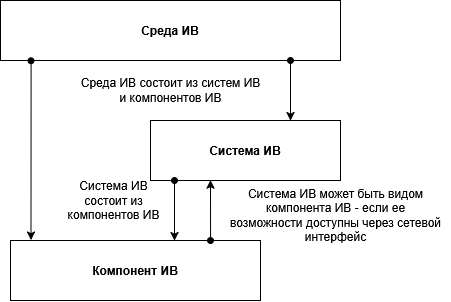 Среда ИВ
Среда ИВ состоит из систем ИВ
и компонентов ИВ
Система ИВ
Система ИВ
состоит из
компонентов ИВ
Система ИВ может быть видом
компонента ИВ - если ее
возможности доступны через сетевой
интерфейс
Компонент ИВ